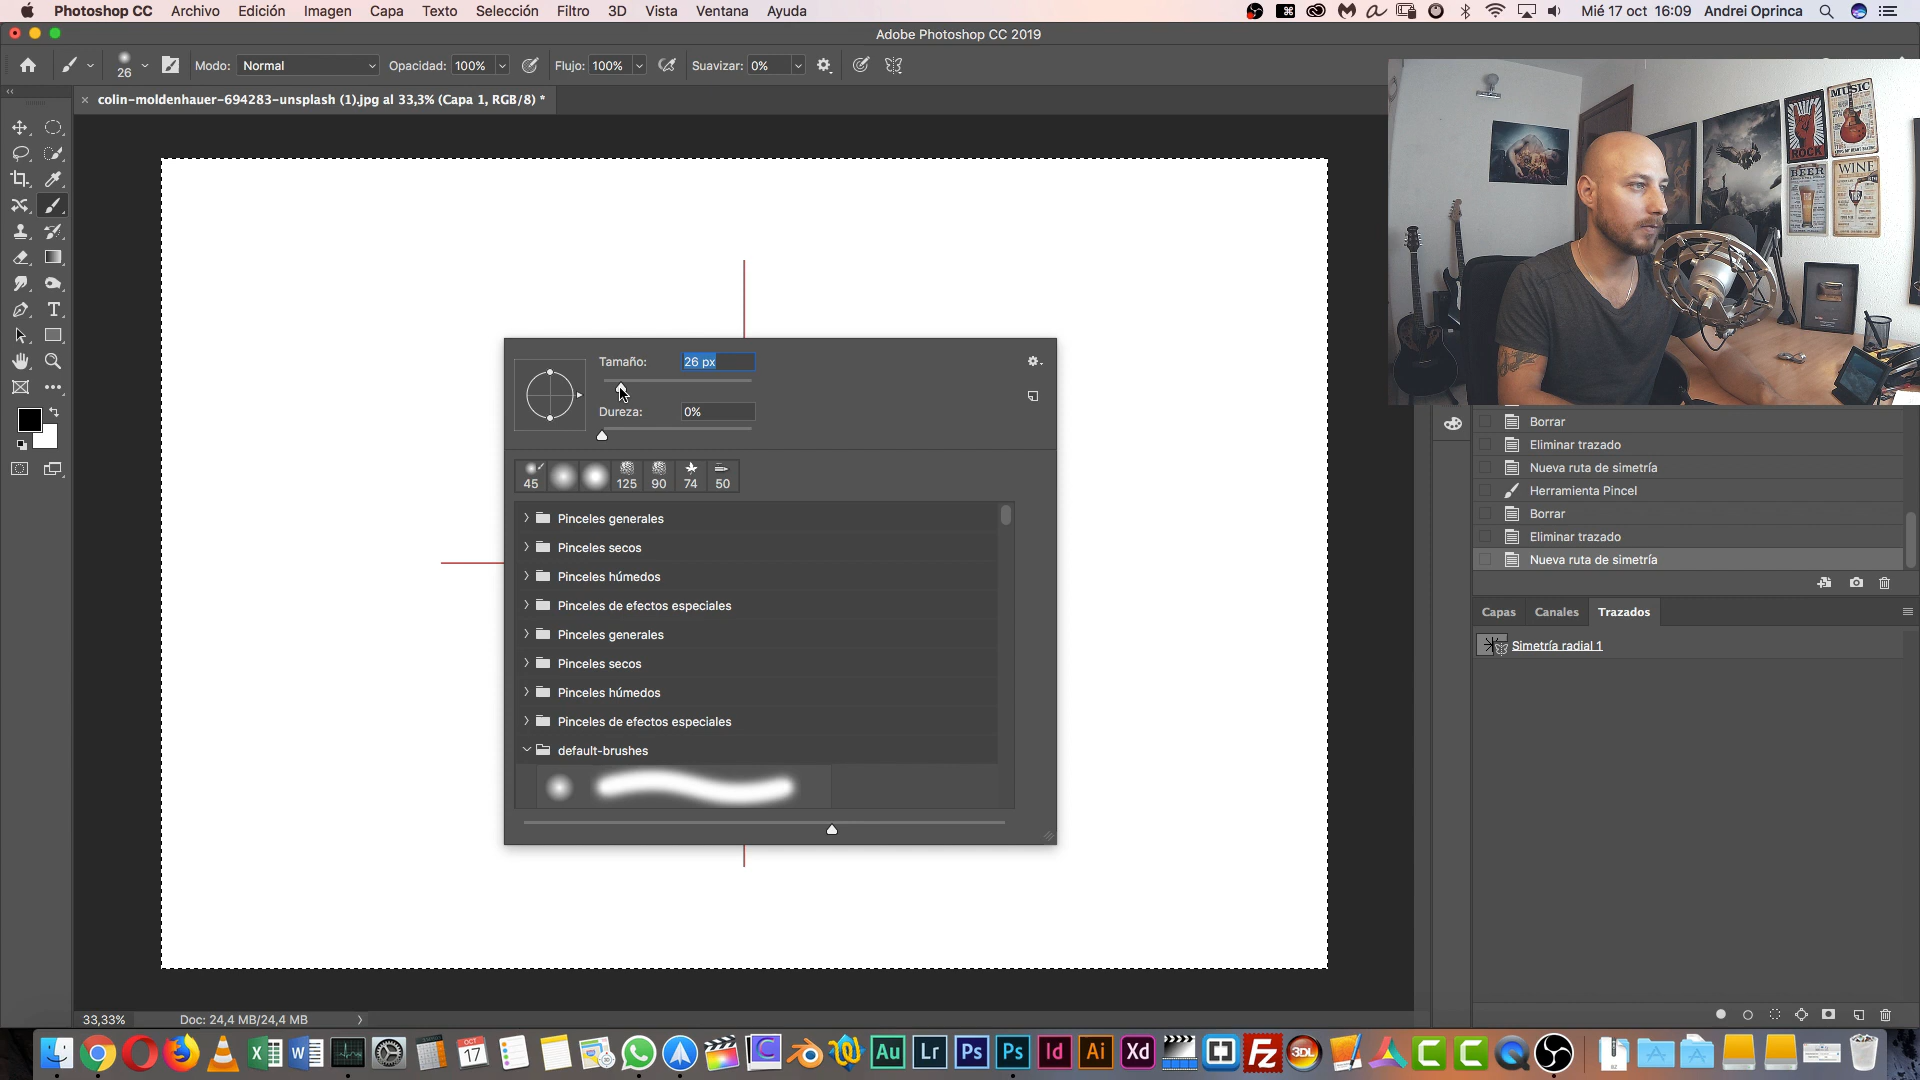 Photoshop CC Archivo Edición Imagen Capa Texto Selección Filtro 3D Vista Ventana Ayuda Mié 17 oct 16:09 Andrei Oprinca
Adobe Photoshop CC 2019
26 Modo: Normal Opacidad: 100% Flujo: 100% Suavizar: 0%
colin-moldenhauer-694283-unsplash (1).jpg al 33,3% (Capa 1, RGB/8) *
MUSIC
ROCK
BEER
WINE
Tamaño: 26 px
Dureza: 0%
45 125 90 74 50
Pinceles generales
Pinceles secos
Pinceles húmedos
Pinceles de efectos especiales
Pinceles generales
Pinceles secos
Pinceles húmedos
Pinceles de efectos especiales
default-brushes
Borrar
Eliminar trazado
Nueva ruta de simetría
Herramienta Pincel
Borrar
Eliminar trazado
Nueva ruta de simetría
Capas Canales Trazados
Simetría radial 1
33,33% Doc: 24,4 MB/24,4 MB
OCT
17
Au Lr Ps Ps Id Ai Xd Fz 3DL